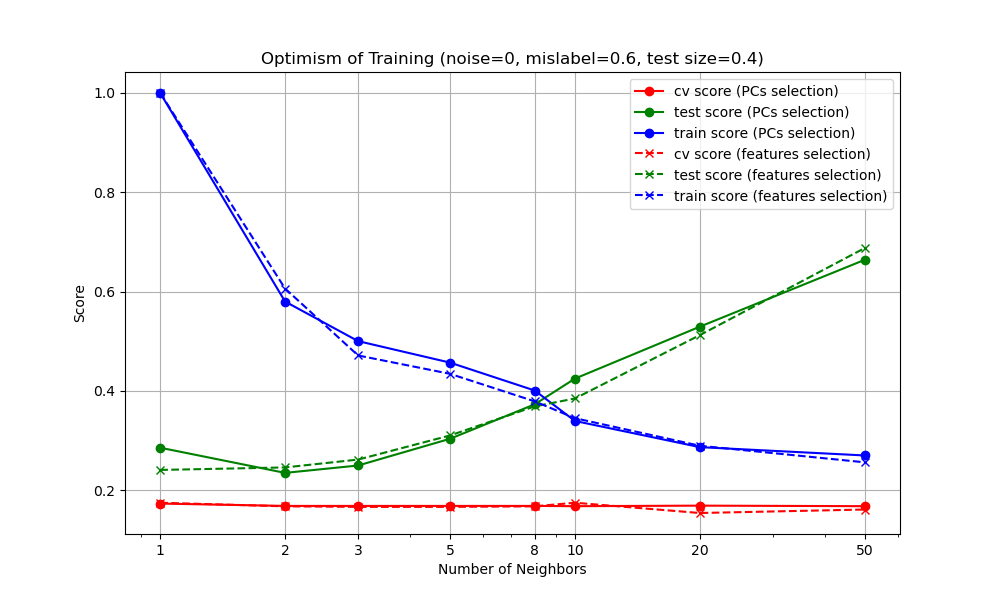 Optimism of Training (noise=0, mislabel=0.6, test size=0.4)
cv score (PCs selection)
test score (PCs selection)
train score (PCs selection)
cv score (features selection)
test score (features selection)
train score (features selection)
Score
1.0
0.8
0.6
0.4
0.2
1 2 3 5 8 10 20 50
Number of Neighbors